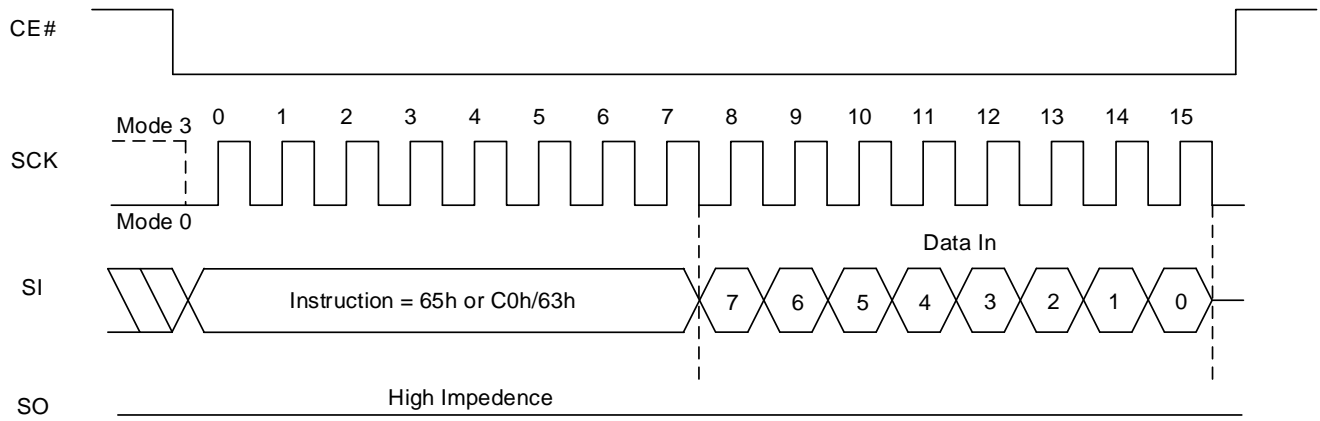 CE#
Mode 3 0 1 2 3 4 5 6 7 8 9 10 11 12 13 14 15
SCK
Mode 0
Data In
SI Instruction = 65h or C0h/63h 7 6 5 4 3 2 1 0
High Impedence
SO